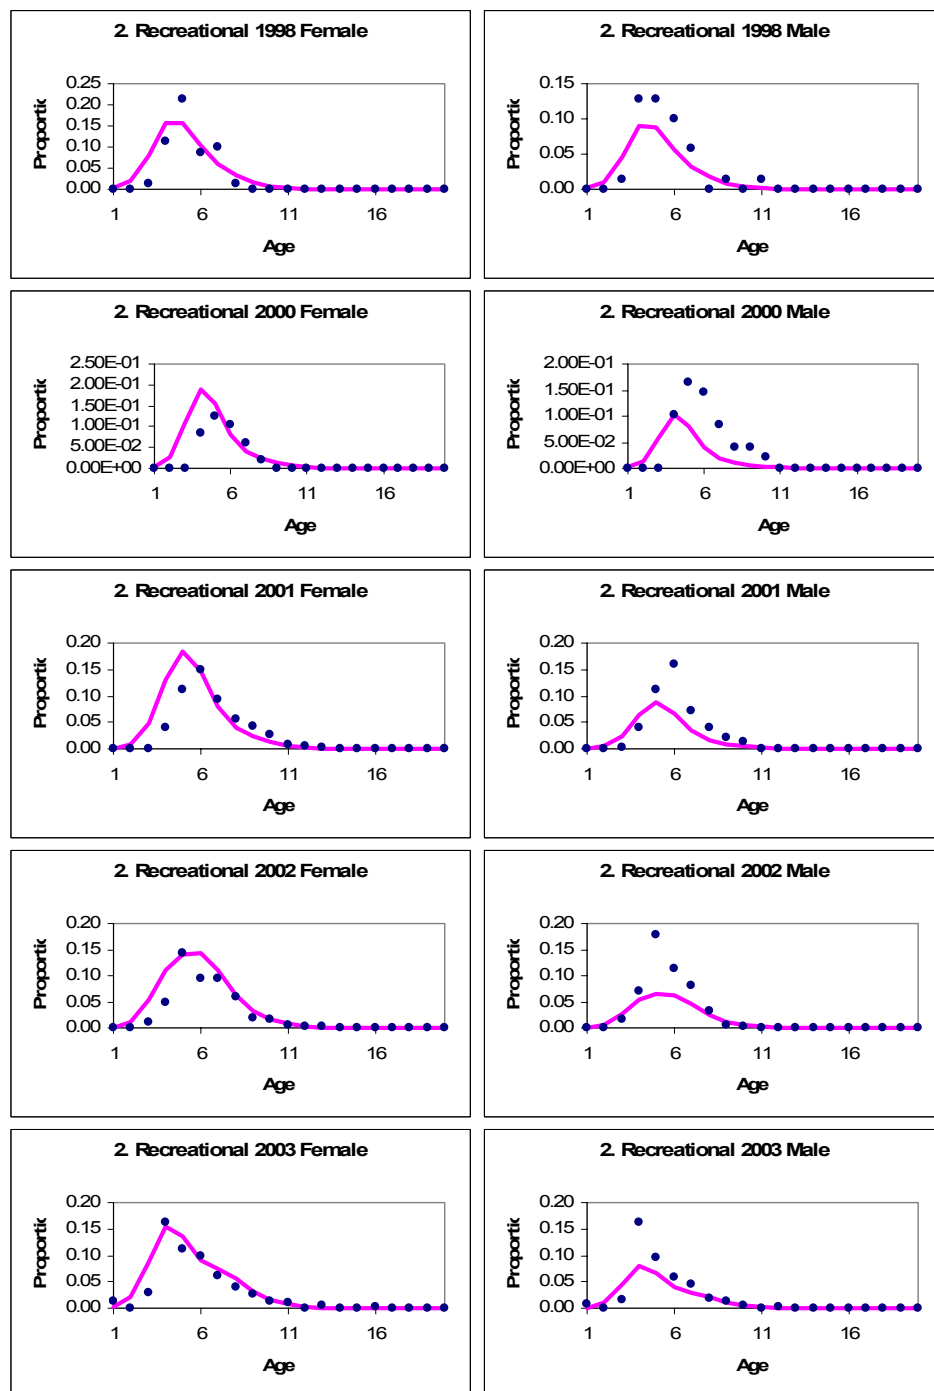 2. Recreational 1998 Female
0.25
0.20
0.15
0.10
0.05
0.00
Proportic
1 6 11 16
Age
2. Recreational 1998 Male
0.15
0.10
0.05
0.00
Proportic
1 6 11 16
Age
2. Recreational 2000 Female
2.50E-01
2.00E-01
1.50E-01
1.00E-01
5.00E-02
0.00E+00
Proportic
1 6 11 16
Age
2. Recreational 2000 Male
2.00E-01
1.50E-01
1.00E-01
5.00E-02
0.00E+00
Proportic
1 6 11 16
Age
2. Recreational 2001 Female
0.20
0.15
0.10
0.05
0.00
Proportic
1 6 11 16
Age
2. Recreational 2001 Male
0.20
0.15
0.10
0.05
0.00
Proportic
1 6 11 16
Age
2. Recreational 2002 Female
0.20
0.15
0.10
0.05
0.00
Proportic
1 6 11 16
Age
2. Recreational 2002 Male
0.20
0.15
0.10
0.05
0.00
Proportic
1 6 11 16
Age
2. Recreational 2003 Female
0.20
0.15
0.10
0.05
0.00
Proportic
1 6 11 16
Age
2. Recreational 2003 Male
0.20
0.15
0.10
0.05
0.00
Proportic
1 6 11 16
Age